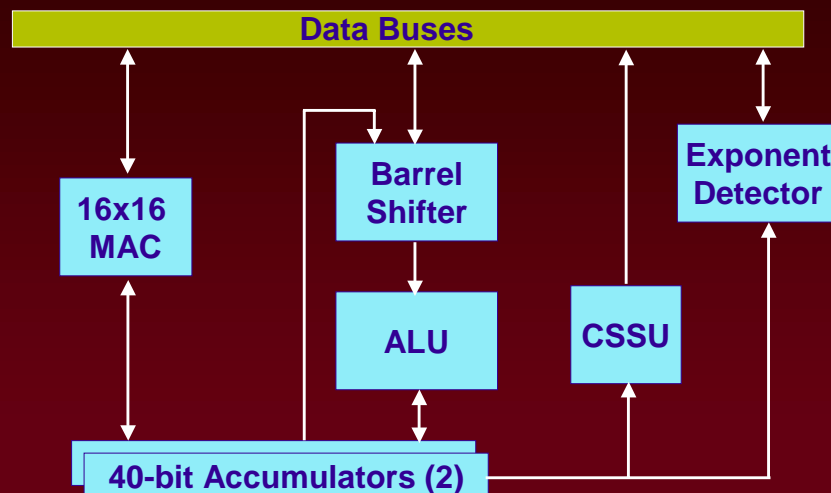 Data Buses
Barrel
Shifter
Exponent
Detector
16x16
MAC
ALU
CSSU
40-bit Accumulators (2)